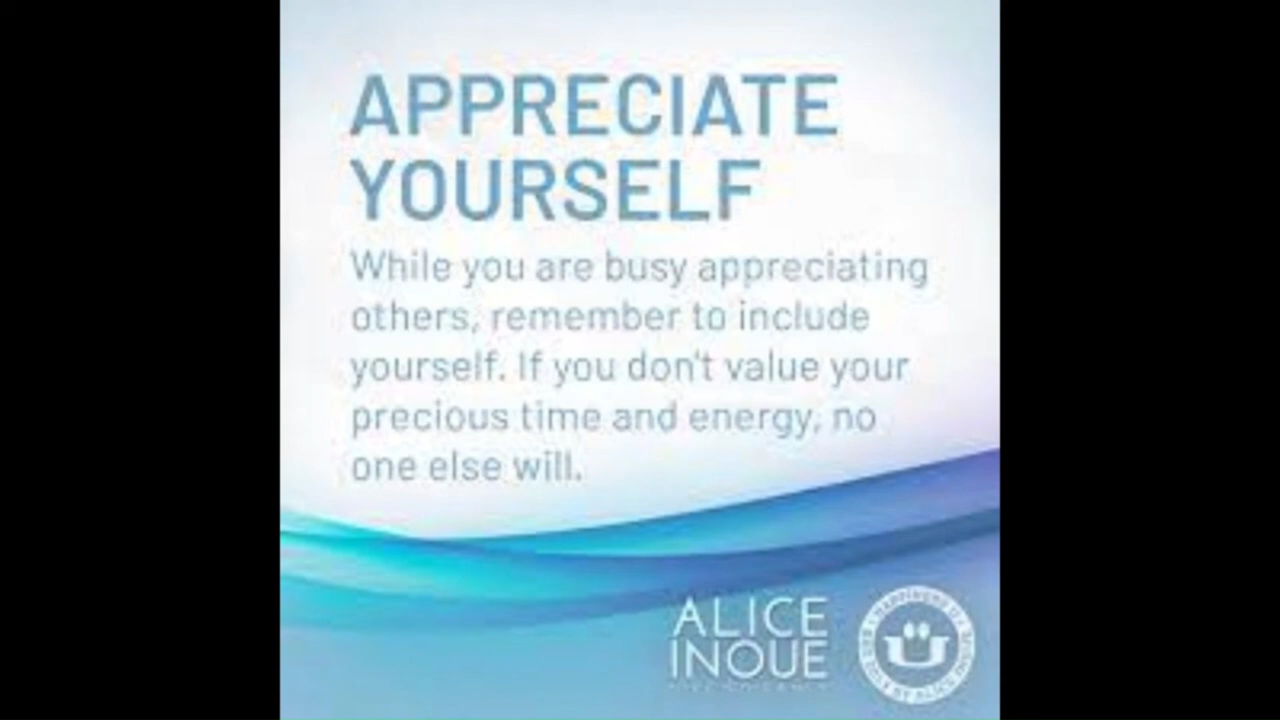 APPRECIATE
YOURSELF
While you are busy appreciating
others, remember to include
yourself. If you don't value your
precious time and energy, no
one else will.
ALICE
INOUE